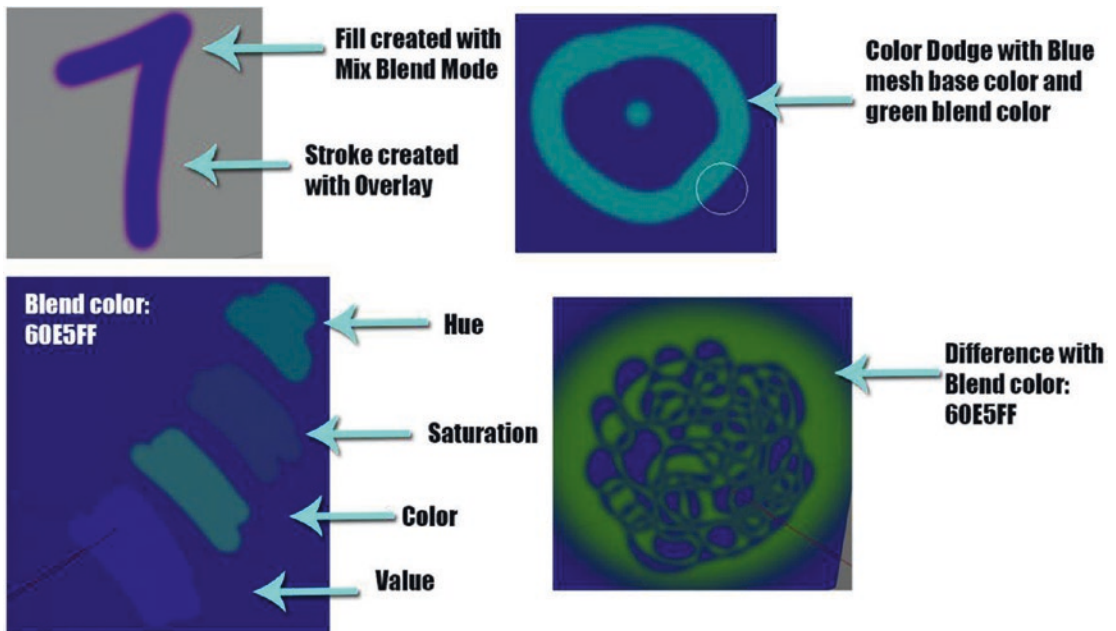 Fill created with
Mix Blend Mode
Stroke created
with Overlay
Color Dodge with Blue
mesh base color and
green blend color
Blend color:
60E5FF
Hue
Saturation
Color
Value
Difference with
Blend color:
60E5FF